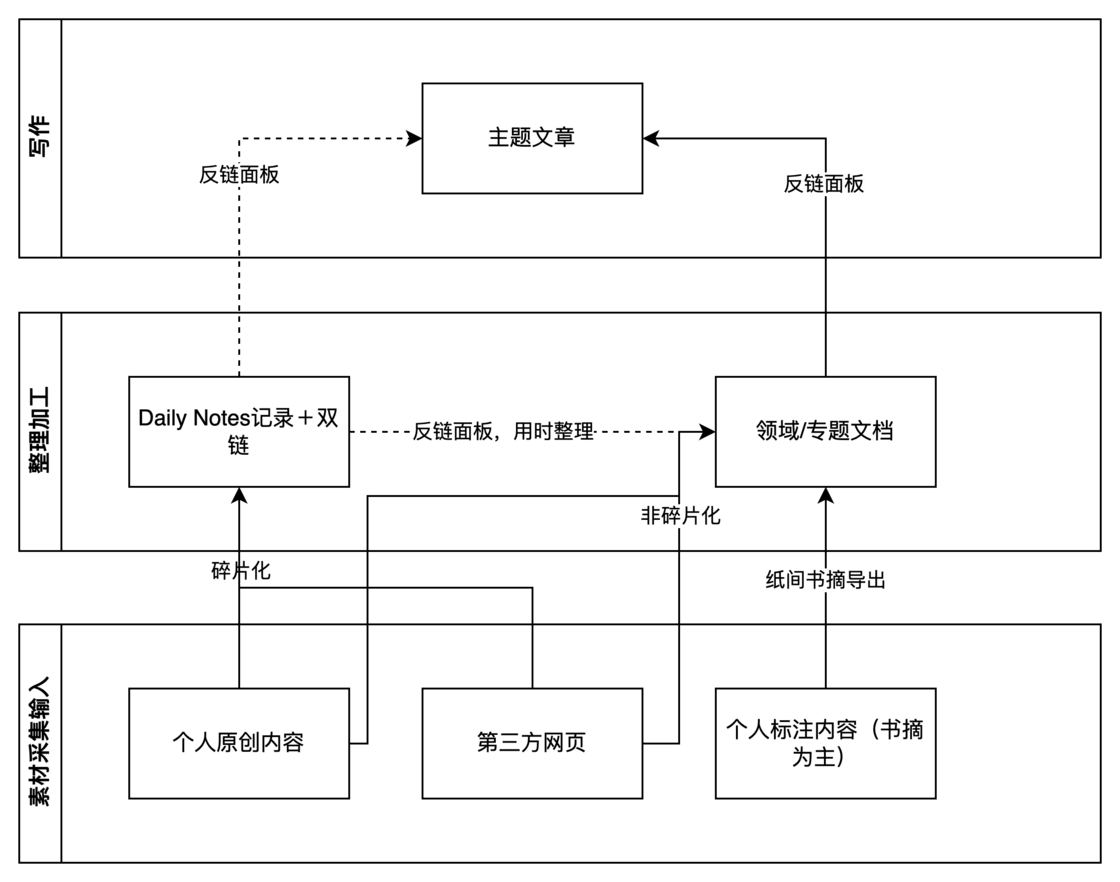 写作
主题文章
反链面板
反链面板
整理加工
Daily Notes记录＋双
链
反链面板，用时整理
领域/专题文档
非碎片化
碎片化
纸间书摘导出
素材采集输入
个人原创内容
第三方网页
个人标注内容（书摘
为主）